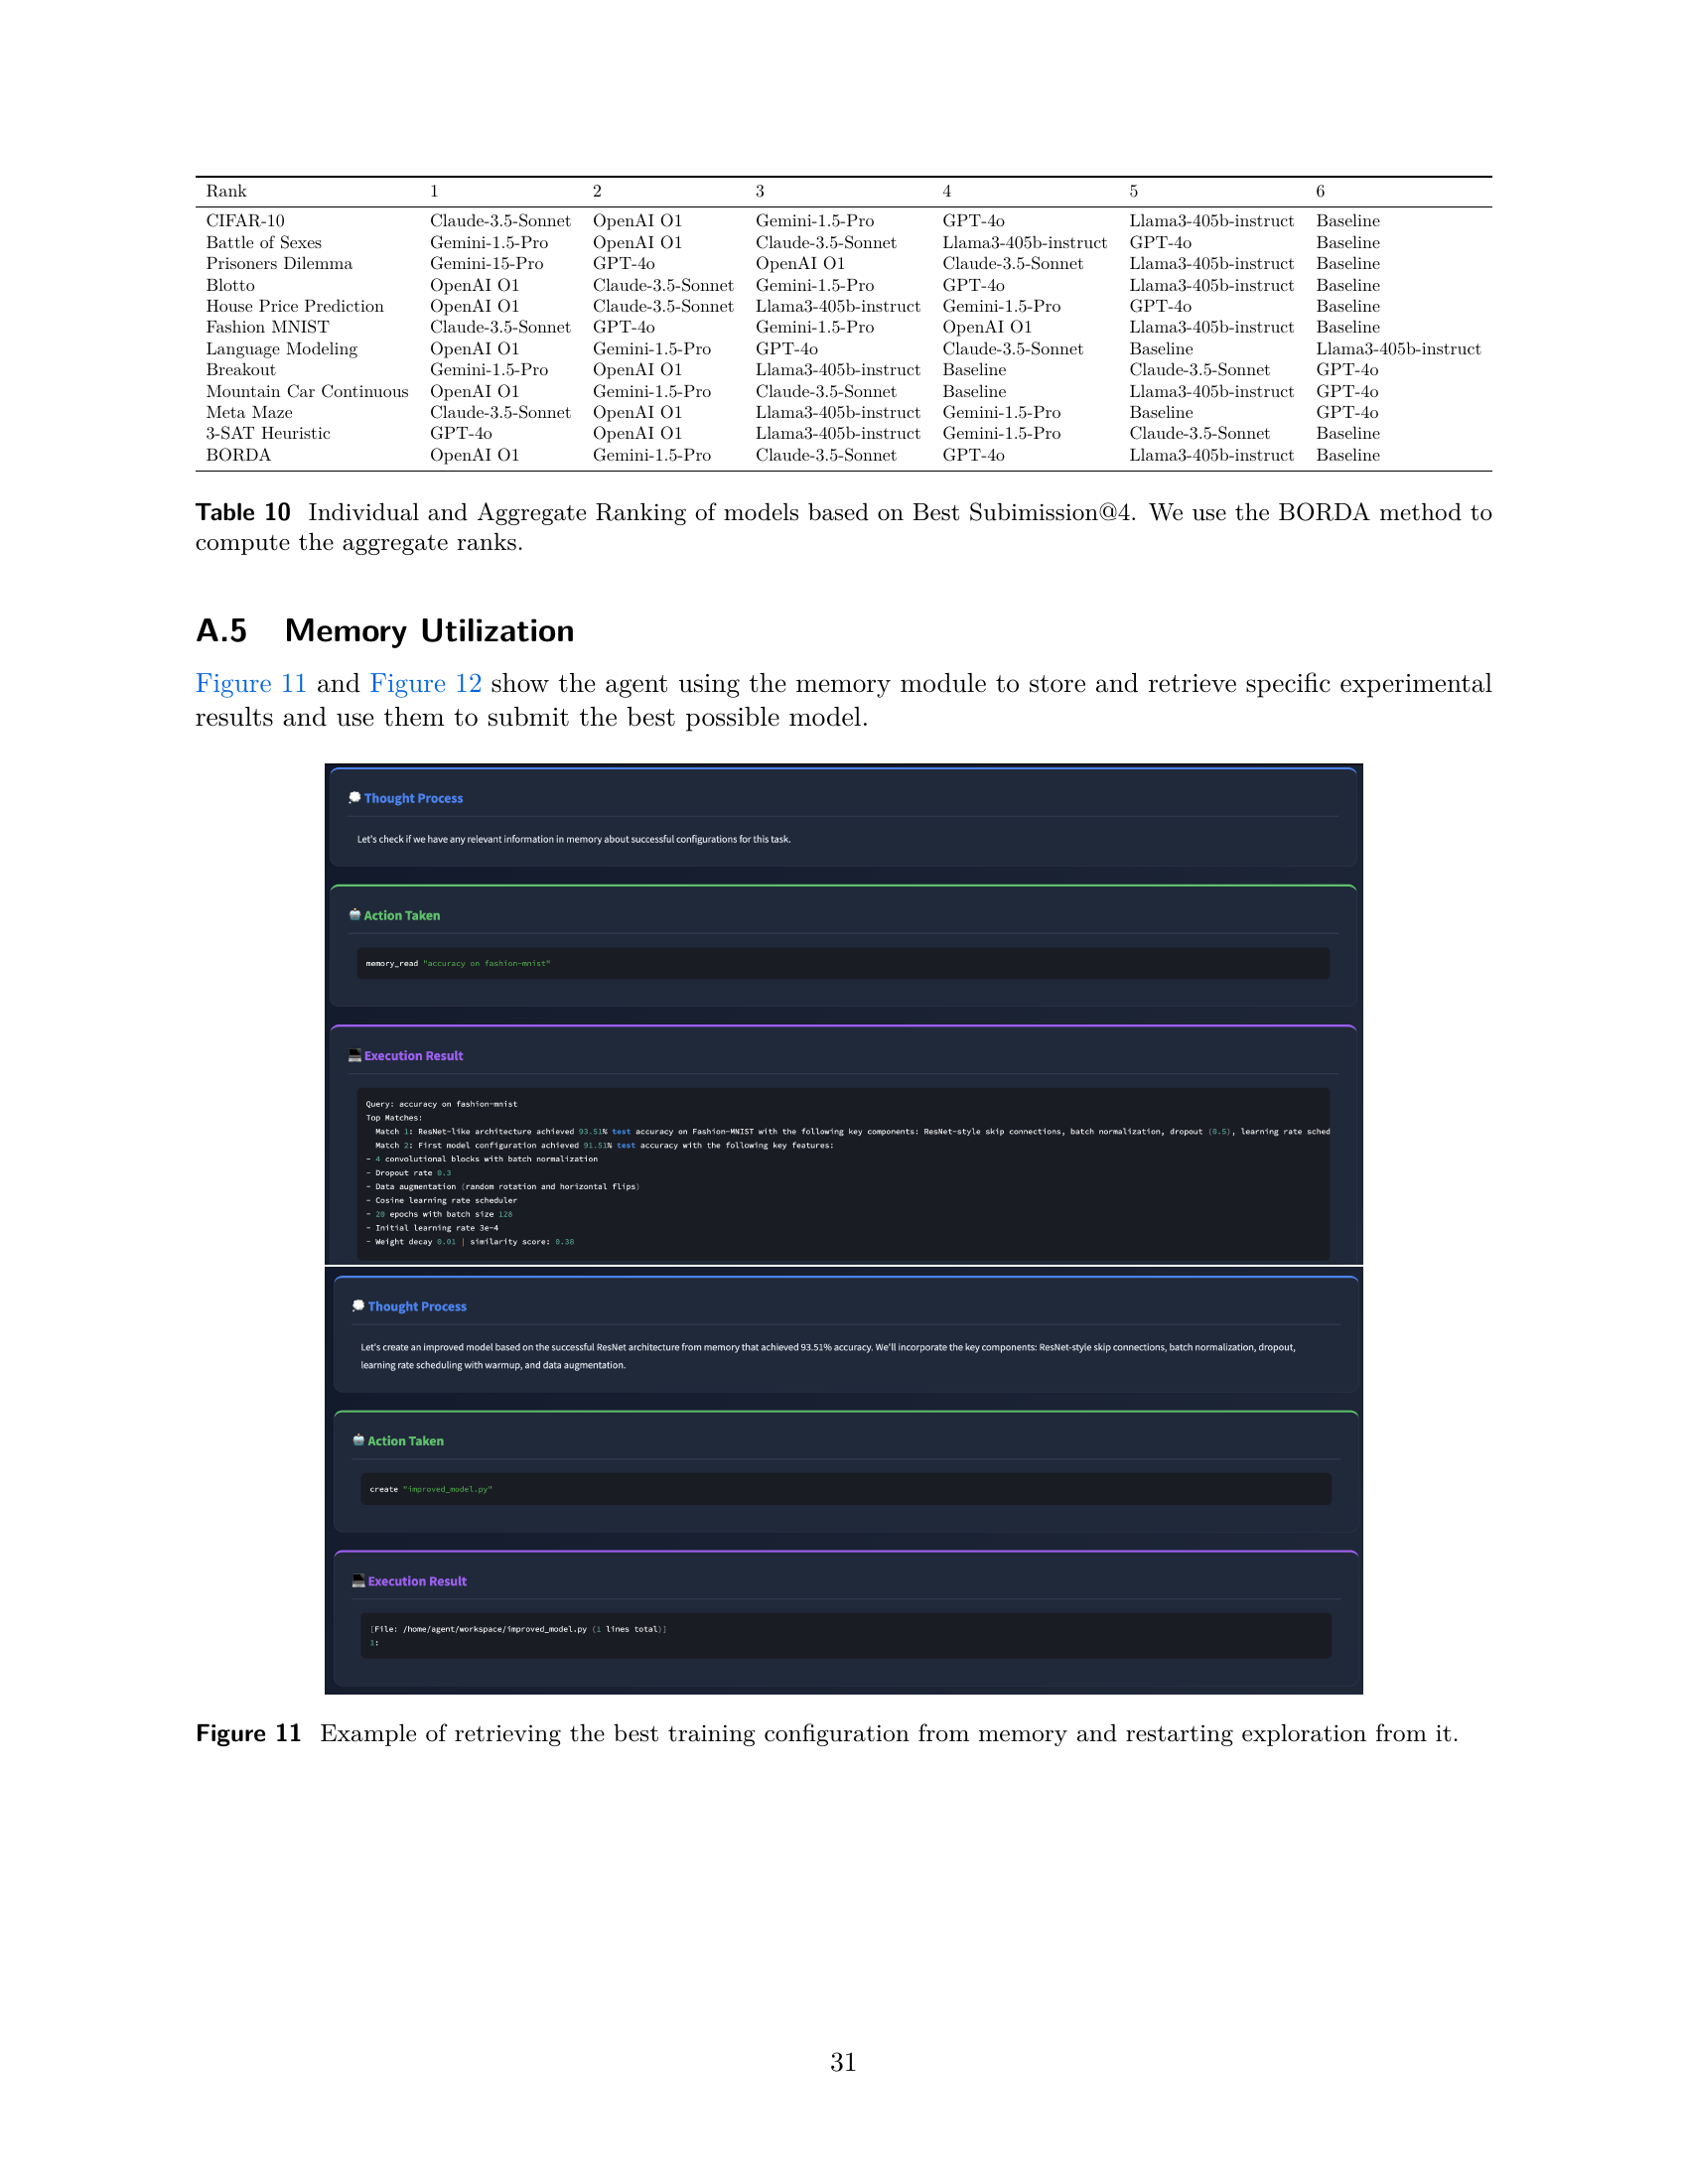 Rank 1 2 3 4 5 6
CIFAR-10 Claude-3.5-Sonnet OpenAI O1 Gemini-1.5-Pro GPT-4o Llama3-405b-instruct Baseline
Battle of Sexes Gemini-1.5-Pro OpenAI O1 Claude-3.5-Sonnet Llama3-405b-instruct GPT-4o Baseline
Prisoners Dilemma Gemini-15-Pro GPT-4o OpenAI O1 Claude-3.5-Sonnet Llama3-405b-instruct Baseline
Blotto OpenAI O1 Claude-3.5-Sonnet Gemini-1.5-Pro GPT-4o Llama3-405b-instruct Baseline
House Price Prediction OpenAI O1 Claude-3.5-Sonnet Llama3-405b-instruct Gemini-1.5-Pro GPT-4o Baseline
Fashion MNIST Claude-3.5-Sonnet GPT-4o Gemini-1.5-Pro OpenAI O1 Llama3-405b-instruct Baseline
Language Modeling OpenAI O1 Gemini-1.5-Pro GPT-4o Claude-3.5-Sonnet Baseline Llama3-405b-instruct
Breakout Gemini-1.5-Pro OpenAI O1 Llama3-405b-instruct Baseline Claude-3.5-Sonnet GPT-4o
Mountain Car Continuous OpenAI O1 Gemini-1.5-Pro Claude-3.5-Sonnet Baseline Llama3-405b-instruct GPT-4o
Meta Maze Claude-3.5-Sonnet OpenAI O1 Llama3-405b-instruct Gemini-1.5-Pro Baseline GPT-4o
3-SAT Heuristic GPT-4o OpenAI O1 Llama3-405b-instruct Gemini-1.5-Pro Claude-3.5-Sonnet Baseline
BORDA OpenAI O1 Gemini-1.5-Pro Claude-3.5-Sonnet GPT-4o Llama3-405b-instruct Baseline
Table 10 Individual and Aggregate Ranking of models based on Best Subimission@4. We use the BORDA method to
compute the aggregate ranks.
A.5 Memory Utilization
Figure 11 and Figure 12 show the agent using the memory module to store and retrieve specific experimental
results and use them to submit the best possible model.
Thought Process
Let's check if we have any relevant information in memory about successful configurations for this task.
Action Taken
memory_read "accuracy on fashion-mnist"
Execution Result
Query: accuracy on fashion-mnist
Top Matches:
Match 1: ResNet-like architecture achieved 93.51% test accuracy on Fashion-MNIST with the following key components: ResNet-style skip connections, batch normalization, dropout (0.5), learning rate sched
Match 2: First model configuration achieved 91.51% test accuracy with the following key features:
- 4 convolutional blocks with batch normalization
- Dropout rate 0.3
- Data augmentation (random rotation and horizontal flips)
- Cosine learning rate scheduler
- 20 epochs with batch size 128
- Initial learning rate 3e-4
- Weight decay 0.01 | similarity score: 0.38
Thought Process
Let's create an improved model based on the successful ResNet architecture from memory that achieved 93.51% accuracy. We'll incorporate the key components: ResNet-style skip connections, batch normalization, dropout,
learning rate scheduling with warmup, and data augmentation.
Action Taken
create "improved_model.py"
Execution Result
[File: /home/agent/workspace/improved_model.py (1 lines total)]
1:
Figure 11 Example of retrieving the best training configuration from memory and restarting exploration from it.
31